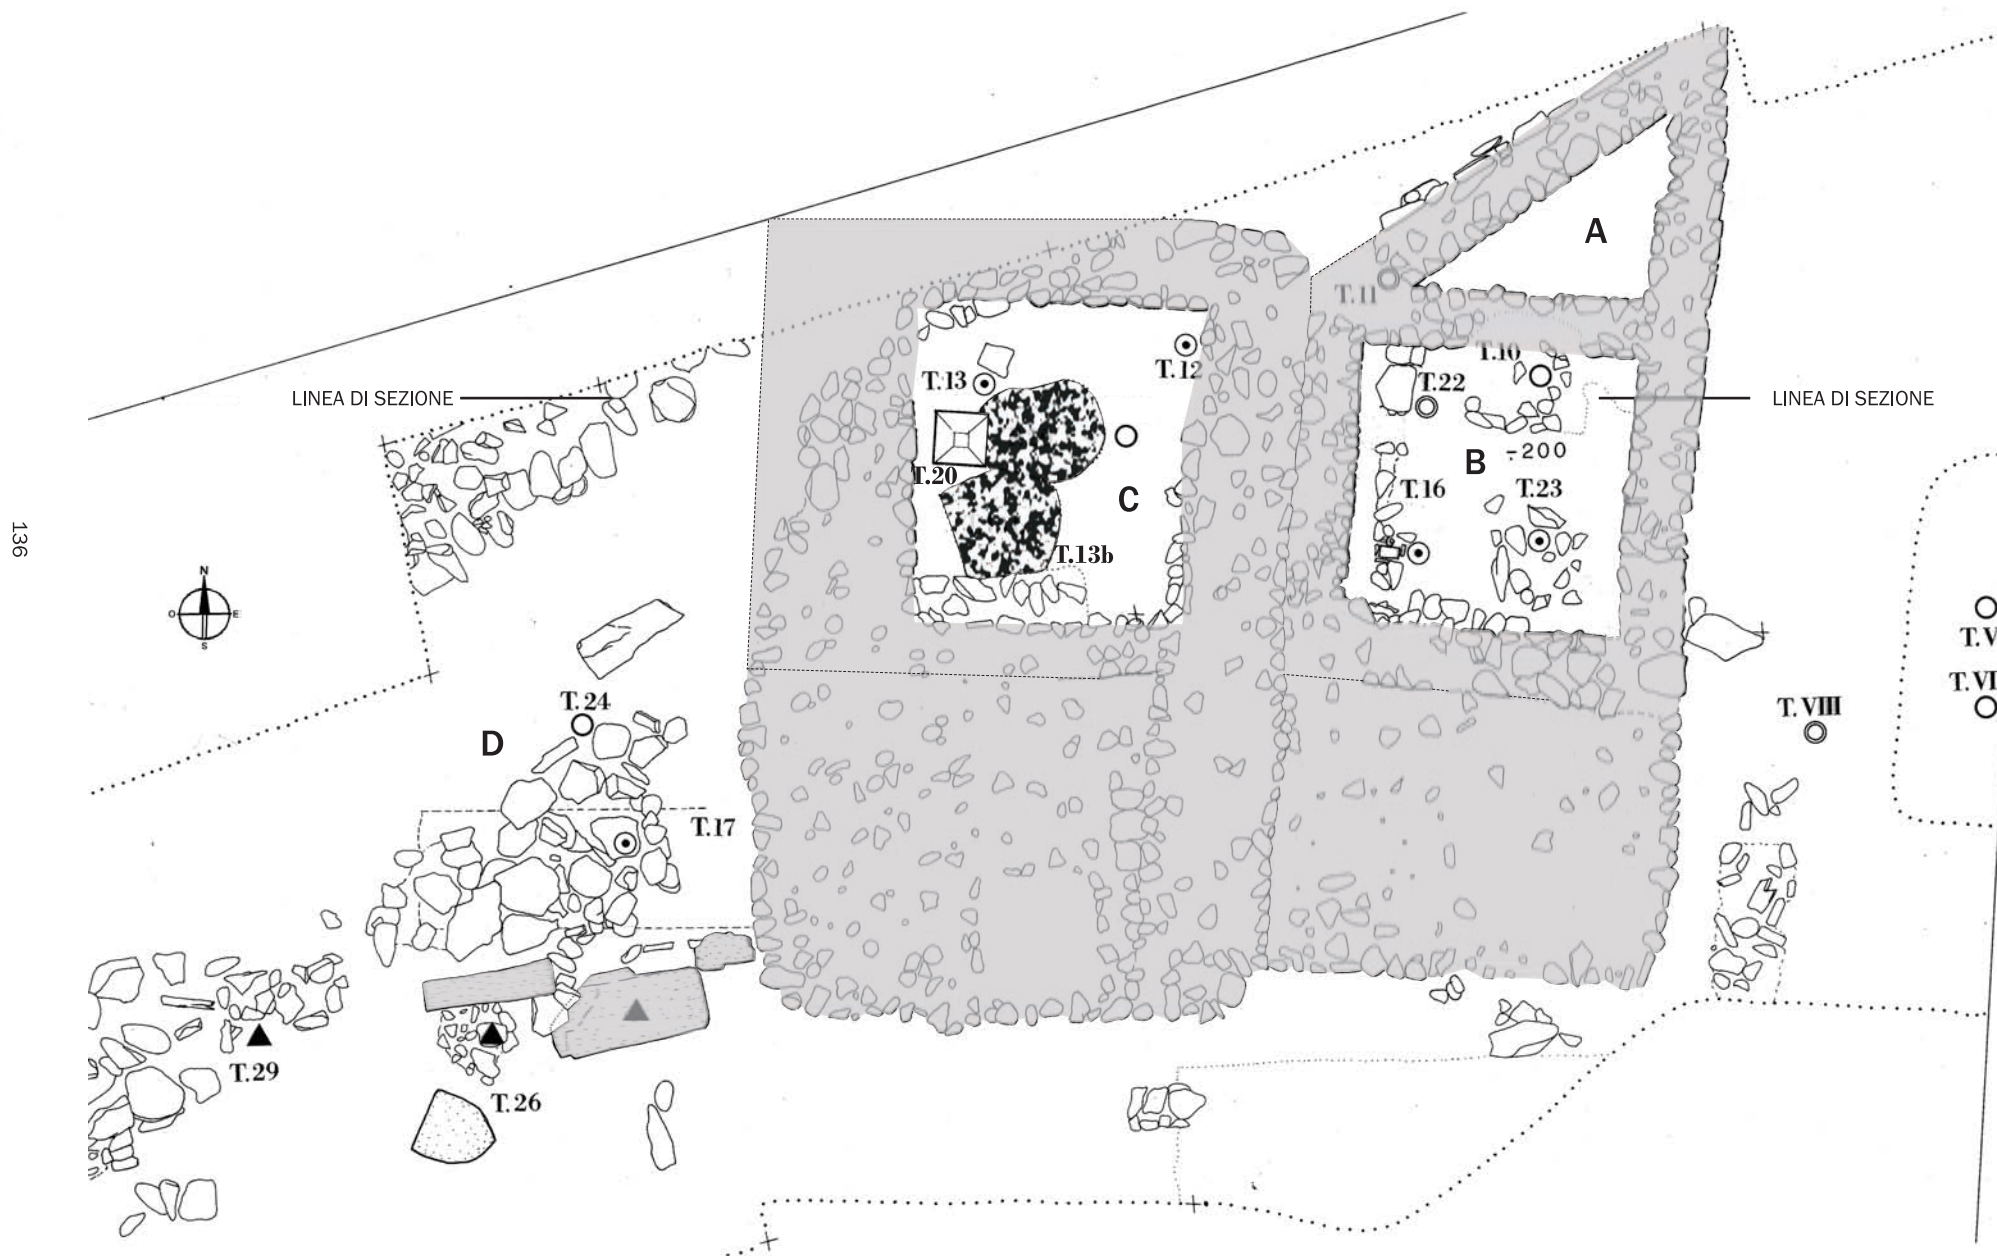 A
T.11
T.12
T.10
T.13
T.22
LINEA DI SEZIONE
LINEA DI SEZIONE
B
-200
T.20
C
T.16
T.23
136
T.13b
N
O
E
S
T.V
T.VI
T.24
T.VIII
D
T.17
T.29
T.26